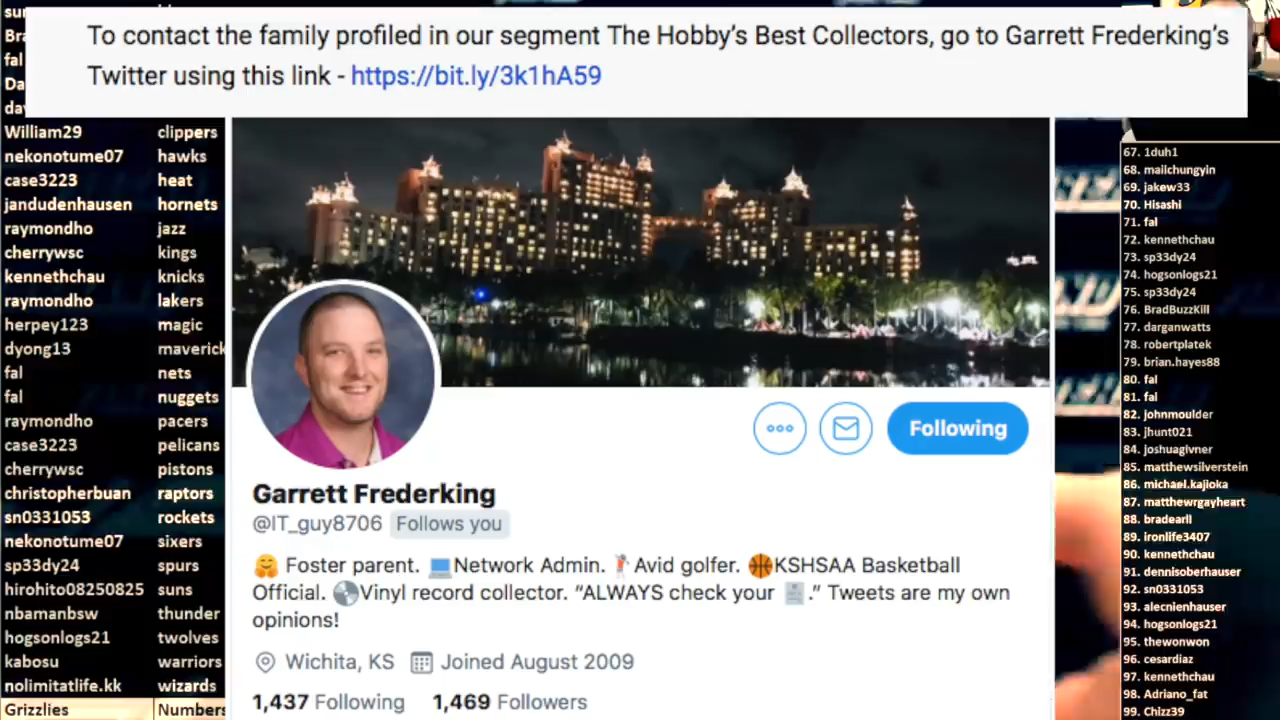 To contact the family profiled in our segment The Hobby's Best Collectors, go to Garrett Frederking's
Twitter using this link - https://bit.ly/3k1hA59
William29 clippers
nekonotume07 hawks
case3223 heat
jandudenhausen hornets
raymondho jazz
cherrywsc kings
kennethchau knicks
raymondho lakers
herpey123 magic
dyong13 maverick
fal nets
fal nuggets
raymondho pacers
case3223 pelicans
cherrywsc pistons
christopherbuan raptors
sn0331053 rockets
nekonotume07 sixers
sp33dy24 spurs
hirohito08250825 suns
nbamanbsw thunder
hogsonlogs21 twolves
kabosu warriors
nolimitatlife.kk wizards
Grizzlies Numbers
Following
Garrett Frederking
@IT_guy8706 Follows you
🤗 Foster parent. 💻Network Admin. 🏌Avid golfer. 🏀KSHSAA Basketball
Official. 💿Vinyl record collector. “ALWAYS check your 🧾.” Tweets are my own
opinions!
Wichita, KS Joined August 2009
1,437 Following 1,469 Followers
67. 1duh1
68. mailchungyin
69. jakew33
70. Hisashi
71. fal
72. kennethchau
73. sp33dy24
74. hogsonlogs21
75. sp33dy24
76. BradBuzzKill
77. darganwatts
78. robertplatek
79. brian.hayes88
80. fal
81. fal
82. johnmoulder
83. jhunt021
84. joshuagivner
85. matthewsilverstein
86. michael.kajioka
87. matthewrgayheart
88. bradearll
89. ironlife3407
90. kennethchau
91. dennisoberhauser
92. sn0331053
93. alecnienhauser
94. hogsonlogs21
95. thewonwon
96. cesardiaz
97. kennethchau
98. Adriano_fat
99. Chizz39